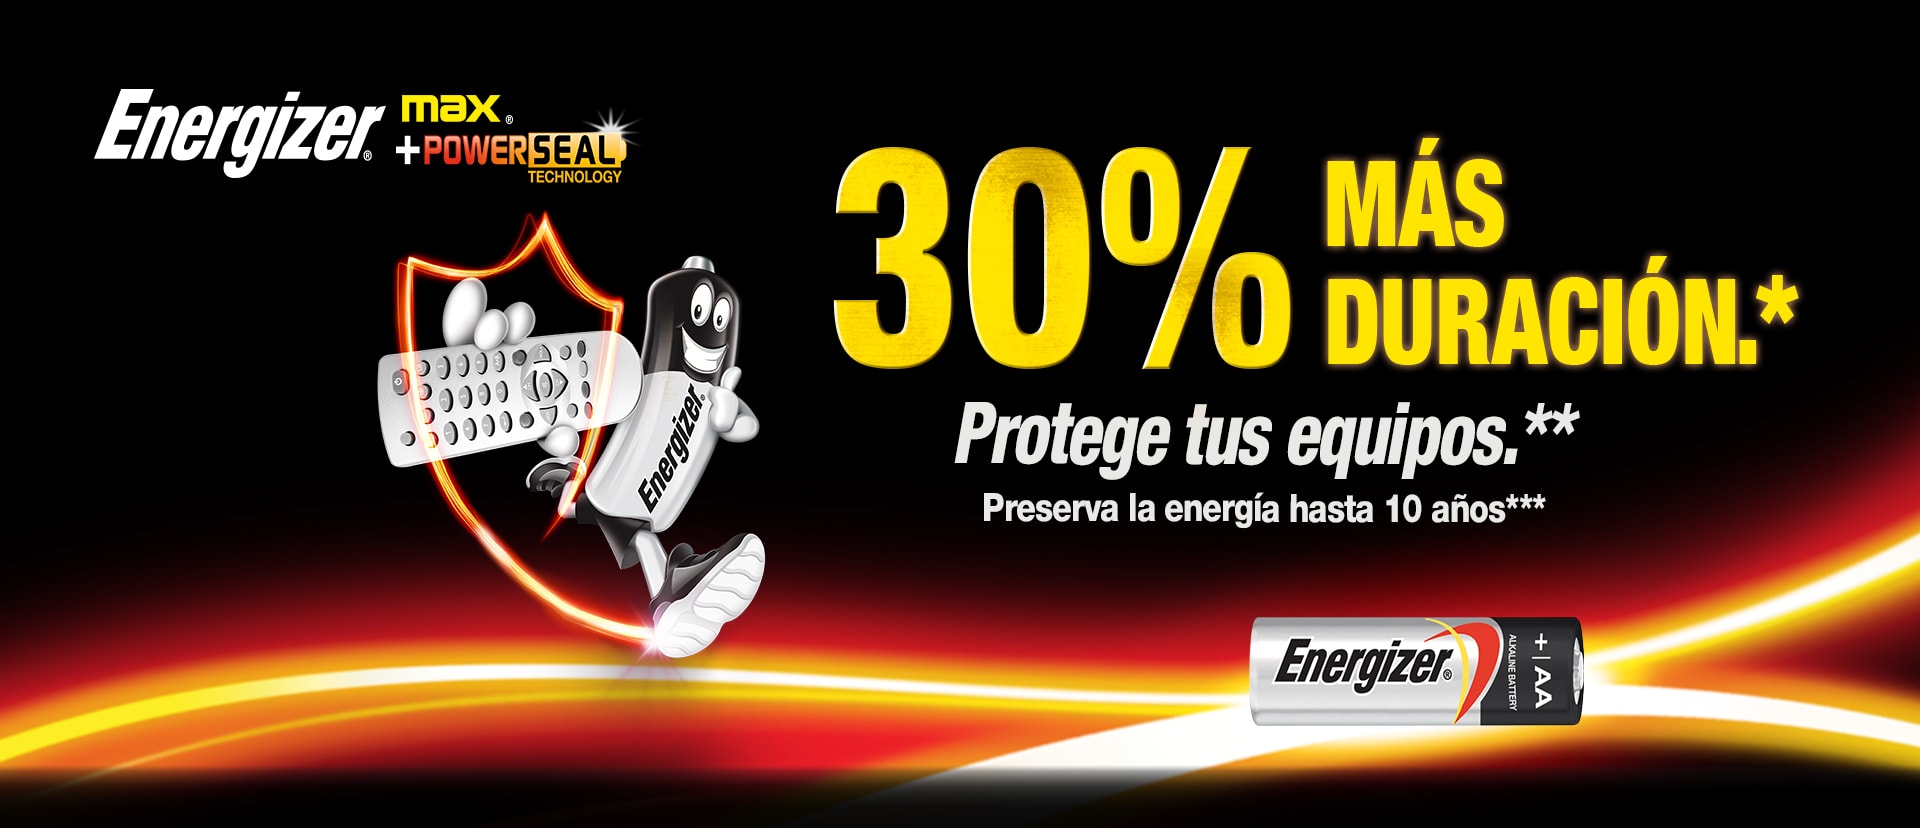 Energizer® max®
+POWERSEAL
TECHNOLOGY
30% MÁS
DURACIÓN.*
Protege tus equipos.**
Preserva la energía hasta 10 años***
Energizer®
Energizer®
+ | AA
ALKALINE BATTERY